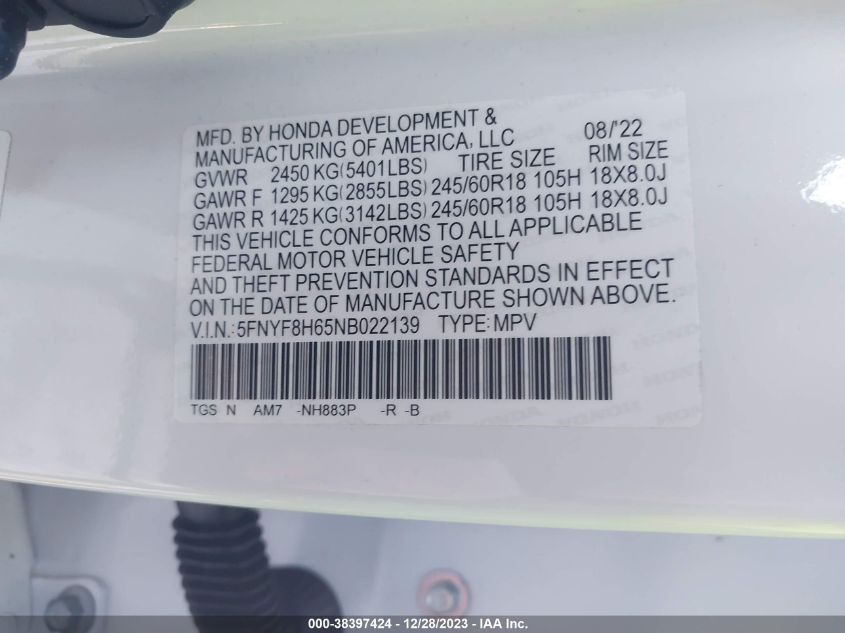 MFD. BY HONDA DEVELOPMENT & 08/'22
MANUFACTURING OF AMERICA, LLC
GVWR 2450 KG(5401LBS) TIRE SIZE RIM SIZE
GAWR F 1295 KG(2855LBS) 245/60R18 105H 18X8.0J
GAWR R 1425 KG(3142LBS) 245/60R18 105H 18X8.0J
THIS VEHICLE CONFORMS TO ALL APPLICABLE
FEDERAL MOTOR VEHICLE SAFETY
AND THEFT PREVENTION STANDARDS IN EFFECT
ON THE DATE OF MANUFACTURE SHOWN ABOVE.
V.I.N.:5FNYF8H65NB022139 TYPE:MPV
TGS N AM7 -NH883P -R -B
000-38397424 - 12/28/2023 - IAA Inc.